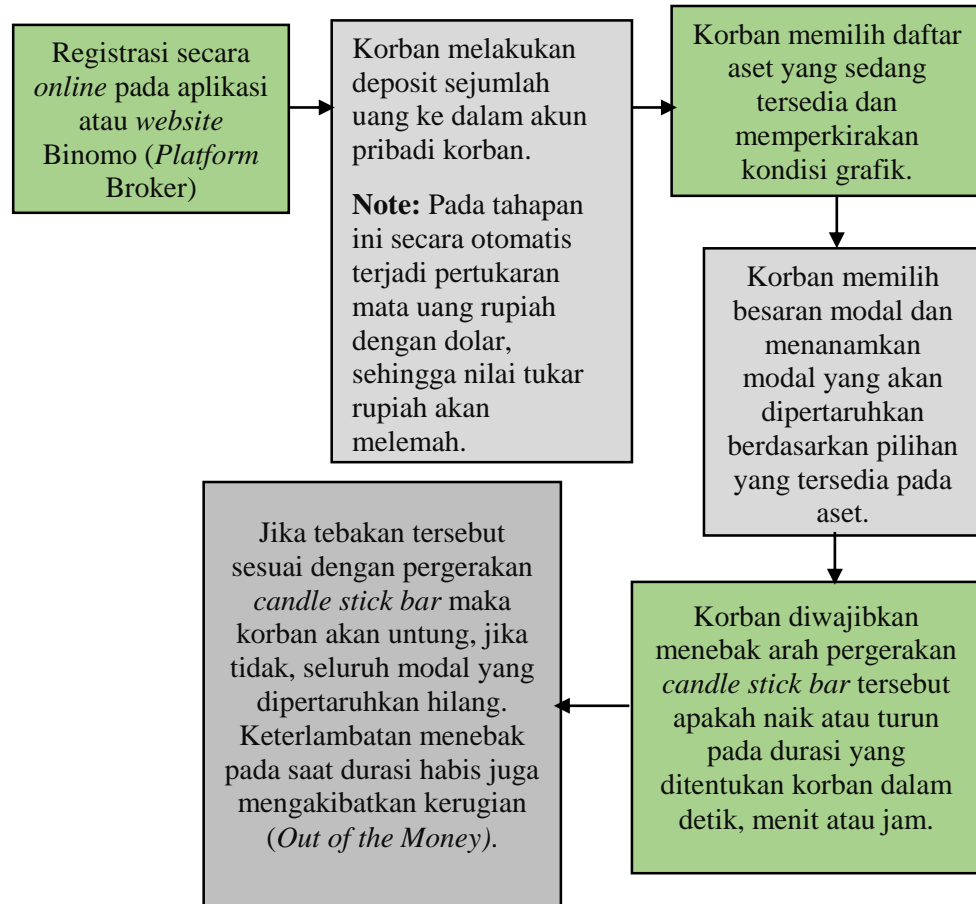 Registrasi secara
online pada aplikasi
atau website
Binomo (Platform
Broker)
Korban melakukan
deposit sejumlah
uang ke dalam akun
pribadi korban.
Note: Pada tahapan
ini secara otomatis
terjadi pertukaran
mata uang rupiah
dengan dolar,
sehingga nilai tukar
rupiah akan
melemah.
Korban memilih daftar
aset yang sedang
tersedia dan
memperkirakan
kondisi grafik.
Korban memilih
besaran modal dan
menanamkan
modal yang akan
dipertaruhkan
berdasarkan pilihan
yang tersedia pada
aset.
Korban diwajibkan
menebak arah pergerakan
candle stick bar tersebut
apakah naik atau turun
pada durasi yang
ditentukan korban dalam
detik, menit atau jam.
Jika tebakan tersebut
sesuai dengan pergerakan
candle stick bar maka
korban akan untung, jika
tidak, seluruh modal yang
dipertaruhkan hilang.
Keterlambatan menebak
pada saat durasi habis juga
mengakibatkan kerugian
(Out of the Money).